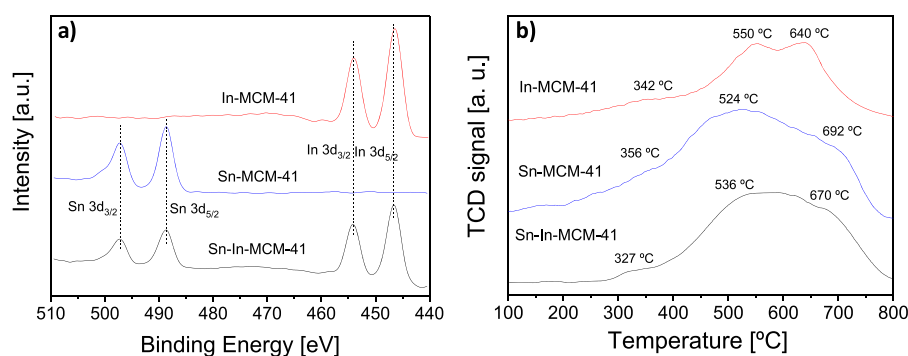 a)
In-MCM-41
In 3d3/2 In 3d5/2
Sn-MCM-41
Sn 3d3/2 Sn 3d5/2
Sn-In-MCM-41
510 500 490 480 470 460 450 440
Binding Energy [eV]
Intensity [a.u.]
b)
550 ºC 640 ºC
In-MCM-41
342 ºC
524 ºC
Sn-MCM-41
356 ºC
692 ºC
536 ºC
670 ºC
Sn-In-MCM-41
327 ºC
100 200 300 400 500 600 700 800
Temperature [ºC]
TCD signal [a. u.]